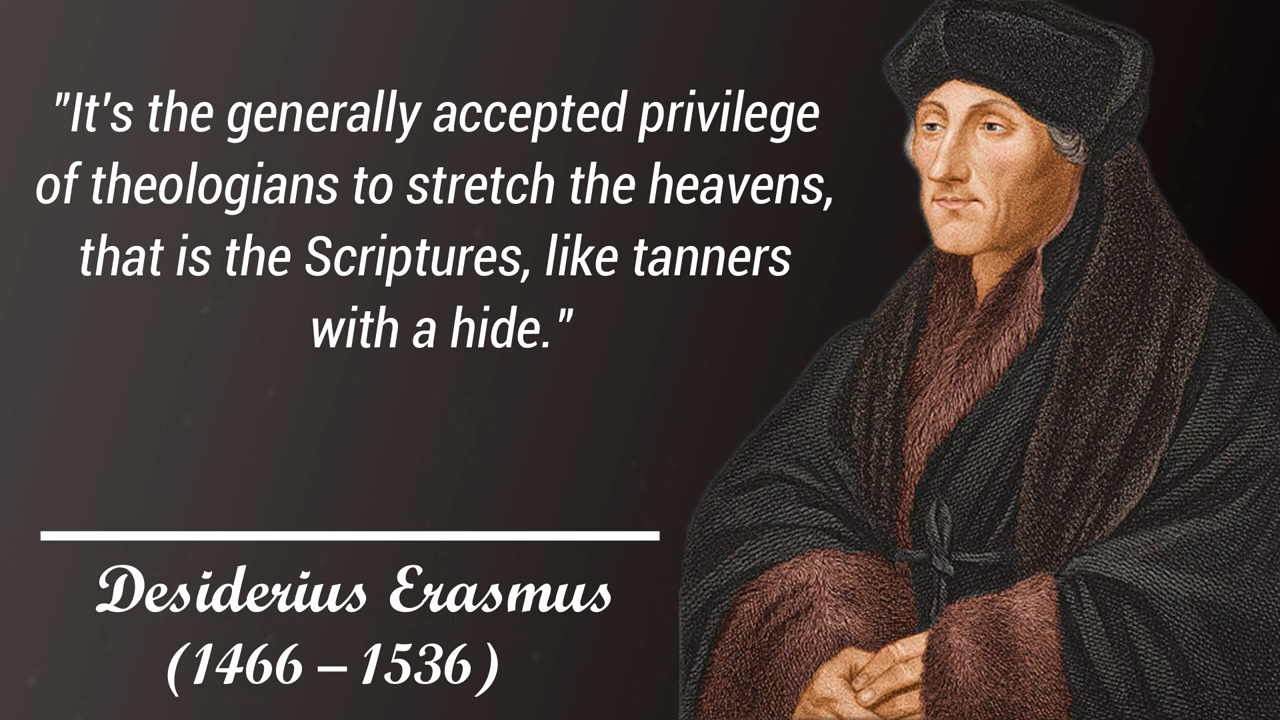 "It's the generally accepted privilege
of theologians to stretch the heavens,
that is the Scriptures, like tanners
with a hide."
Desiderius Erasmus
(1466 – 1536)